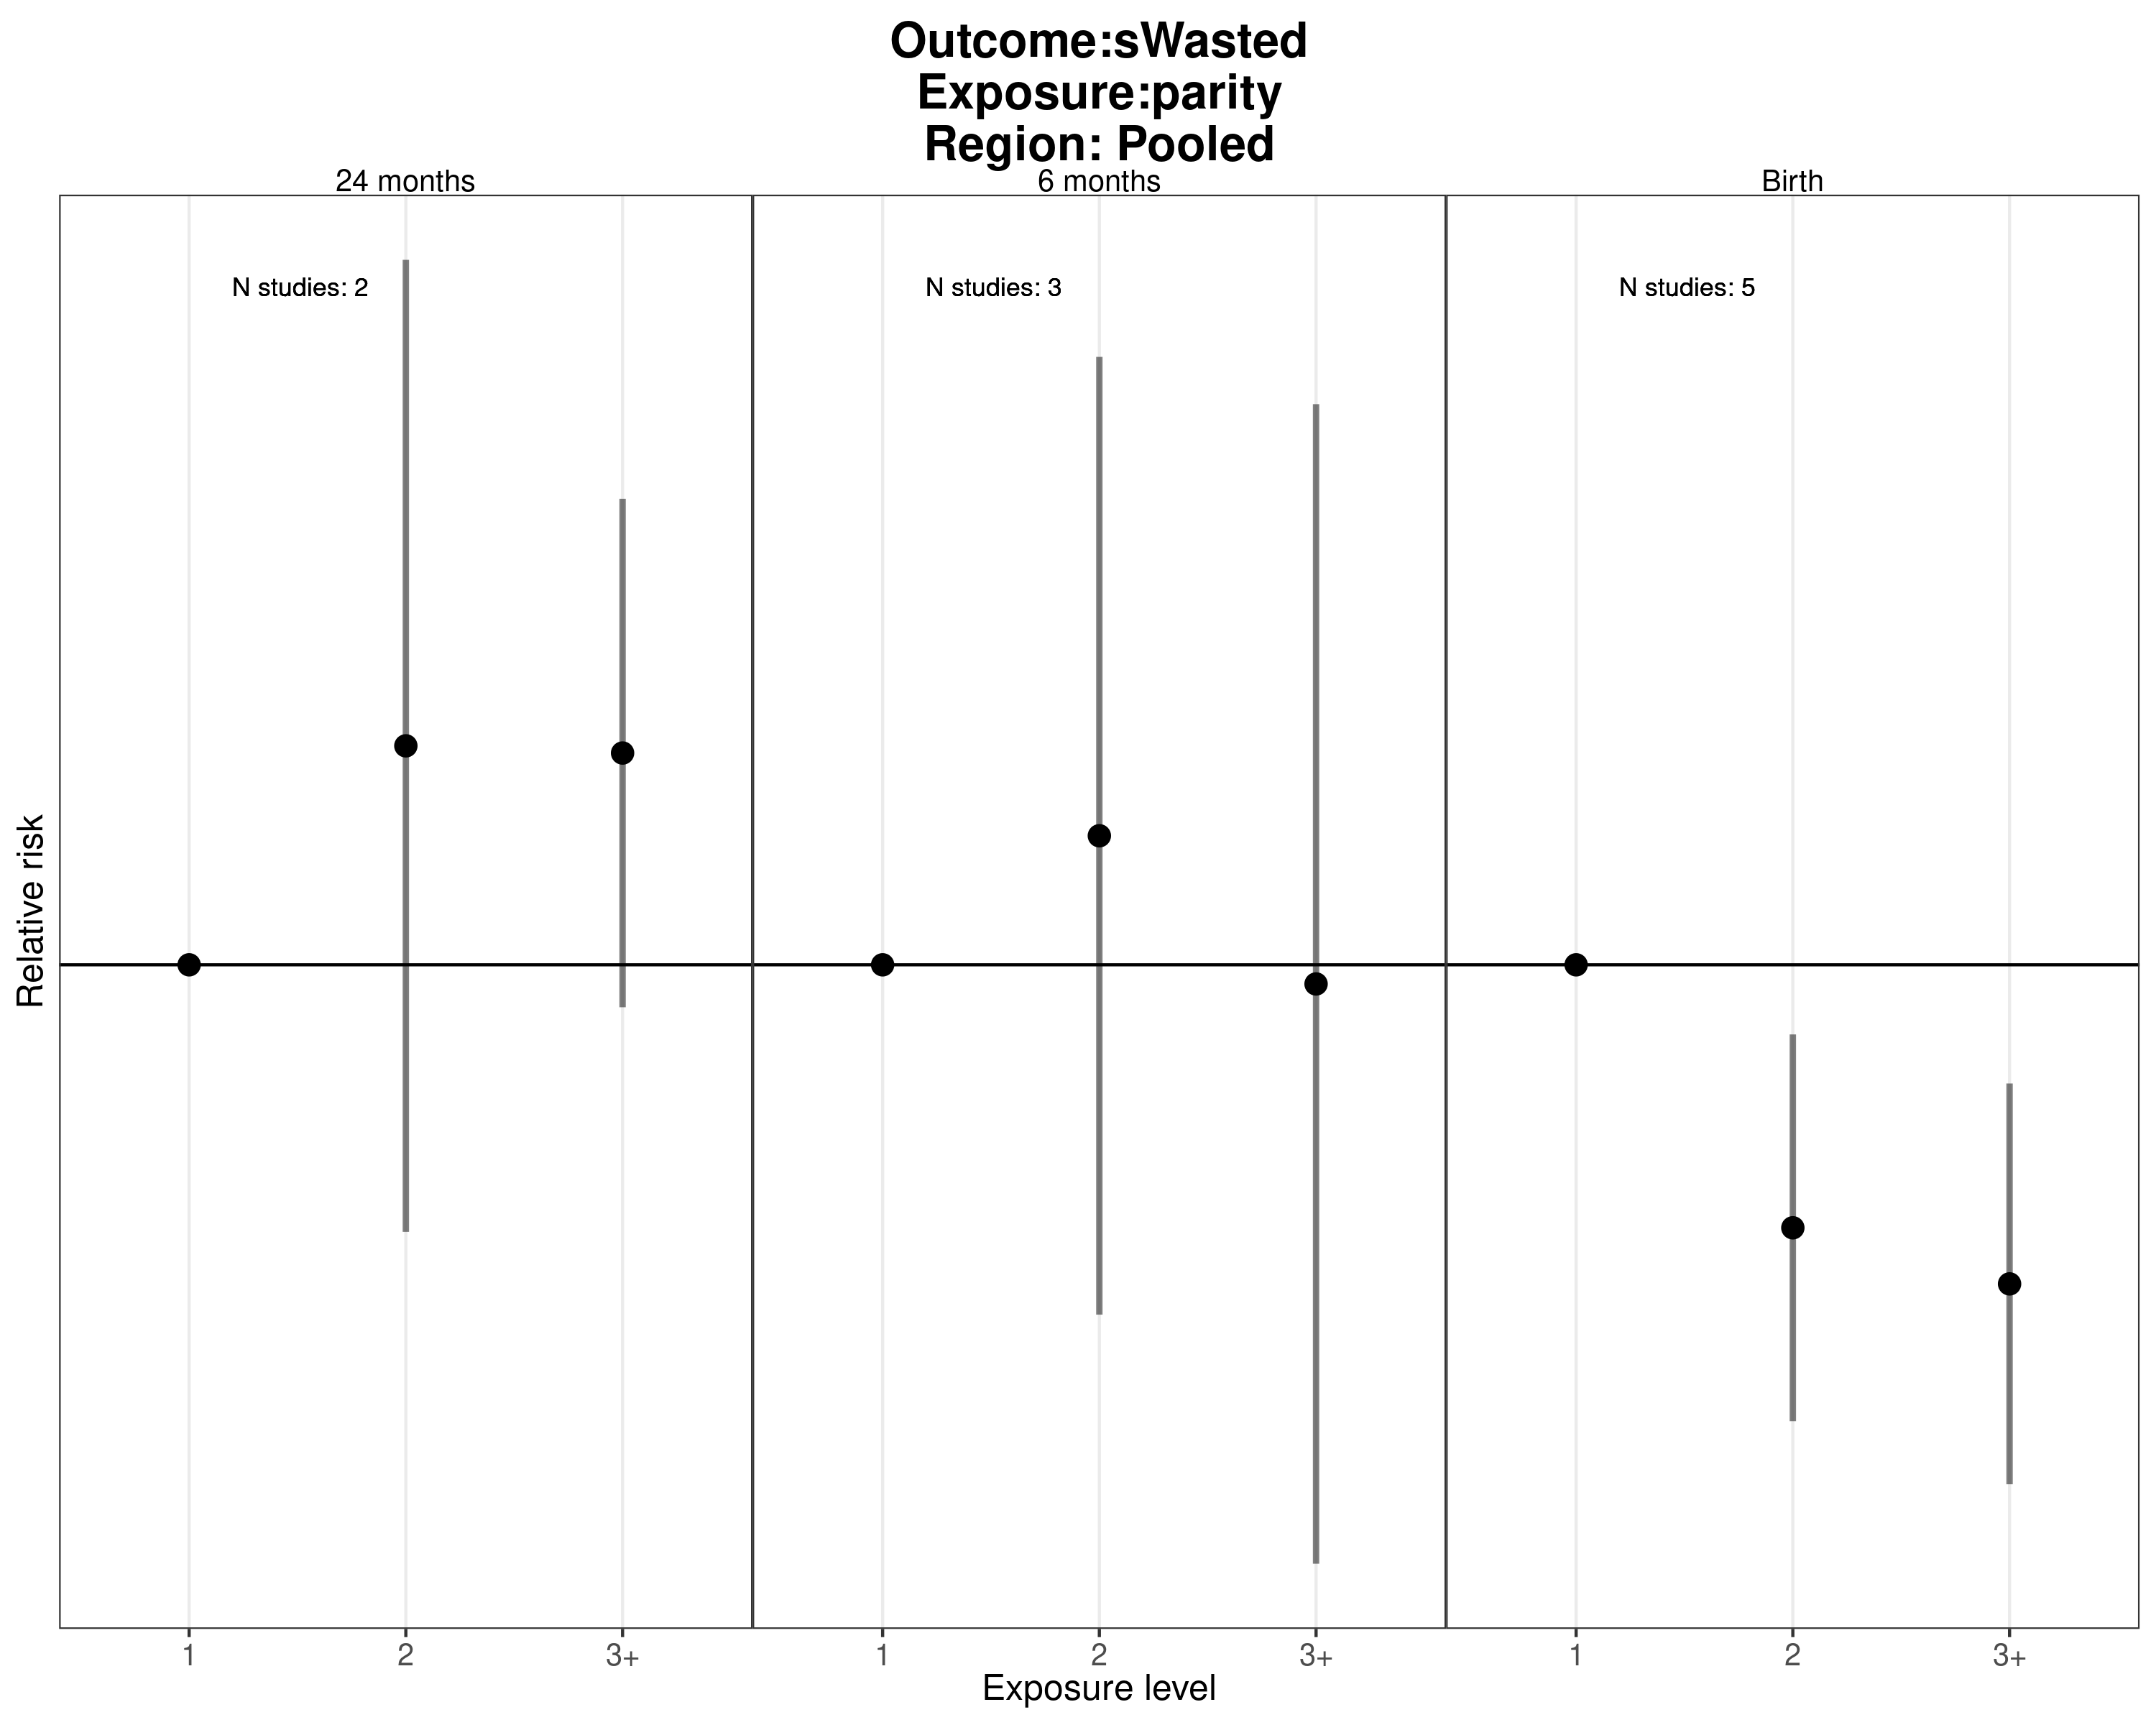 Outcome:sWasted
Exposure:parity
Region: Pooled
24 months
6 months
Birth
N studies: 2
N studies: 3
N studies: 5
Relative risk
1
2
3+
1
2
3+
1
2
3+
Exposure level